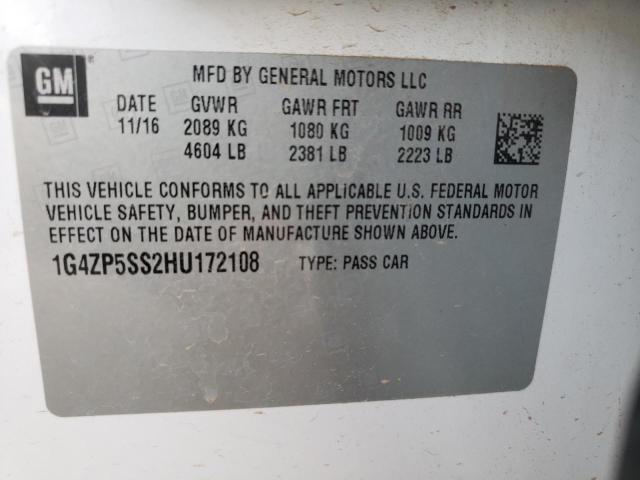 GM
MFD BY GENERAL MOTORS LLC
DATE GVWR GAWR FRT GAWR RR
11/16 2089 KG 1080 KG 1009 KG
4604 LB 2381 LB 2223 LB
THIS VEHICLE CONFORMS TO ALL APPLICABLE U.S. FEDERAL MOTOR
VEHICLE SAFETY, BUMPER, AND THEFT PREVENTION STANDARDS IN
EFFECT ON THE DATE OF MANUFACTURE SHOWN ABOVE.
1G4ZP5SS2HU172108 TYPE: PASS CAR